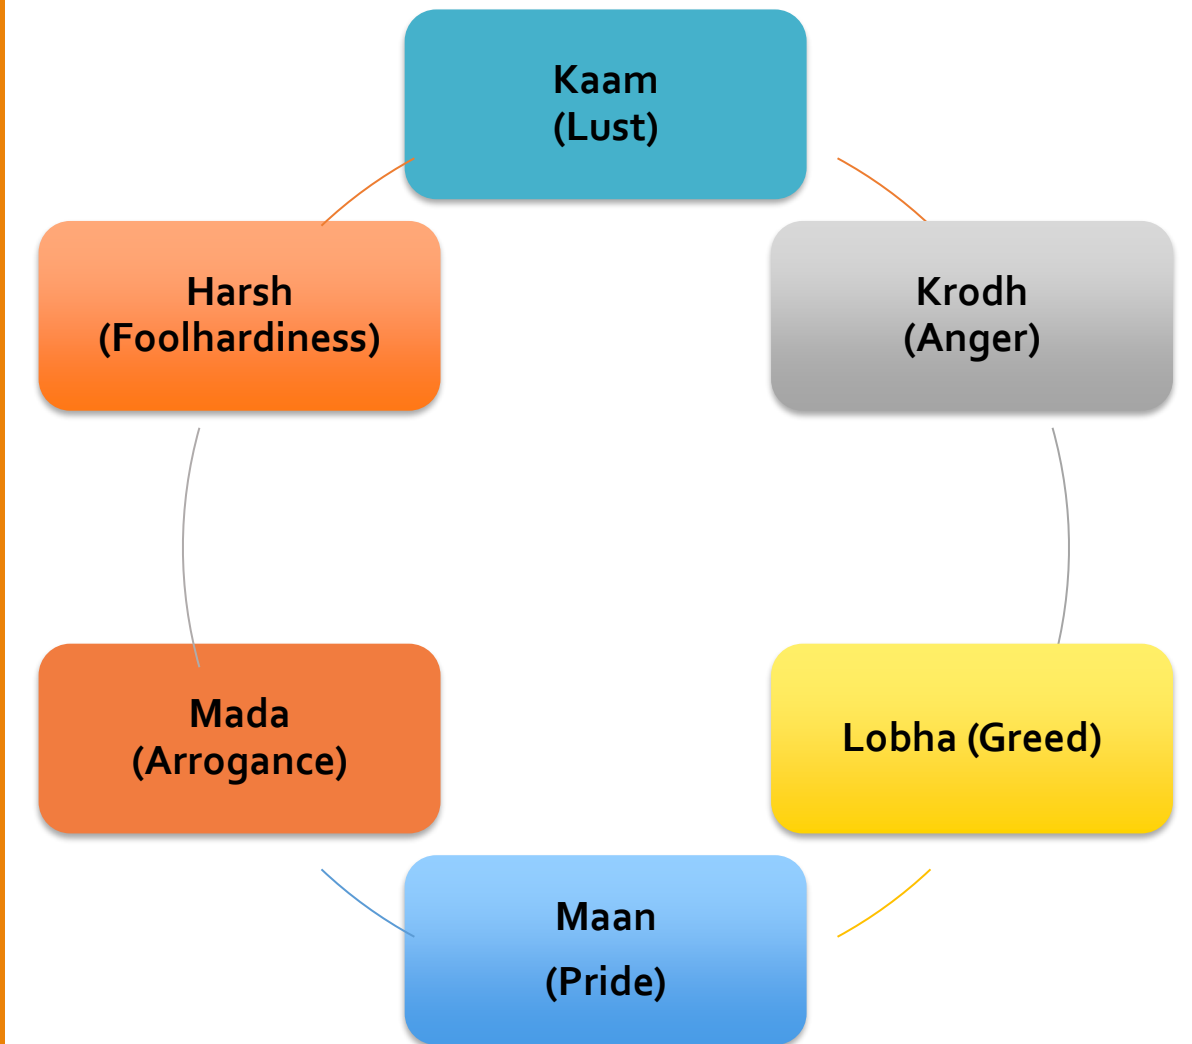 Kaam
(Lust)
Krodh
(Anger)
Lobha (Greed)
Maan
(Pride)
Mada
(Arrogance)
Harsh
(Foolhardiness)